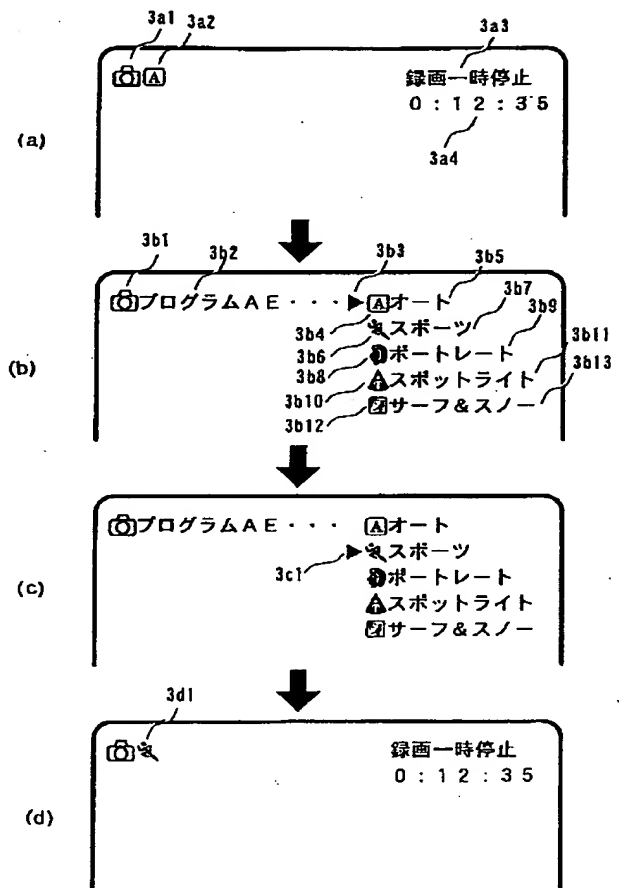 3a1 3a2 3a3
A 録画一時停止
0:12:35
(a)
3a4
3b1 3b2 3b3 3b5
プログラムAE・・・▶Aオート
3b7
3b4 スポーツ 3b9
3b6
ポートレート 3b11
3b8
(b)
スポットライト 3b13
3b10
サーフ&スノー
3b12
プログラムAE・・・ Aオート
▶スポーツ
3c1
ポートレート
(c)
スポットライト
サーフ&スノー
3d1
録画一時停止
0:12:35
(d)